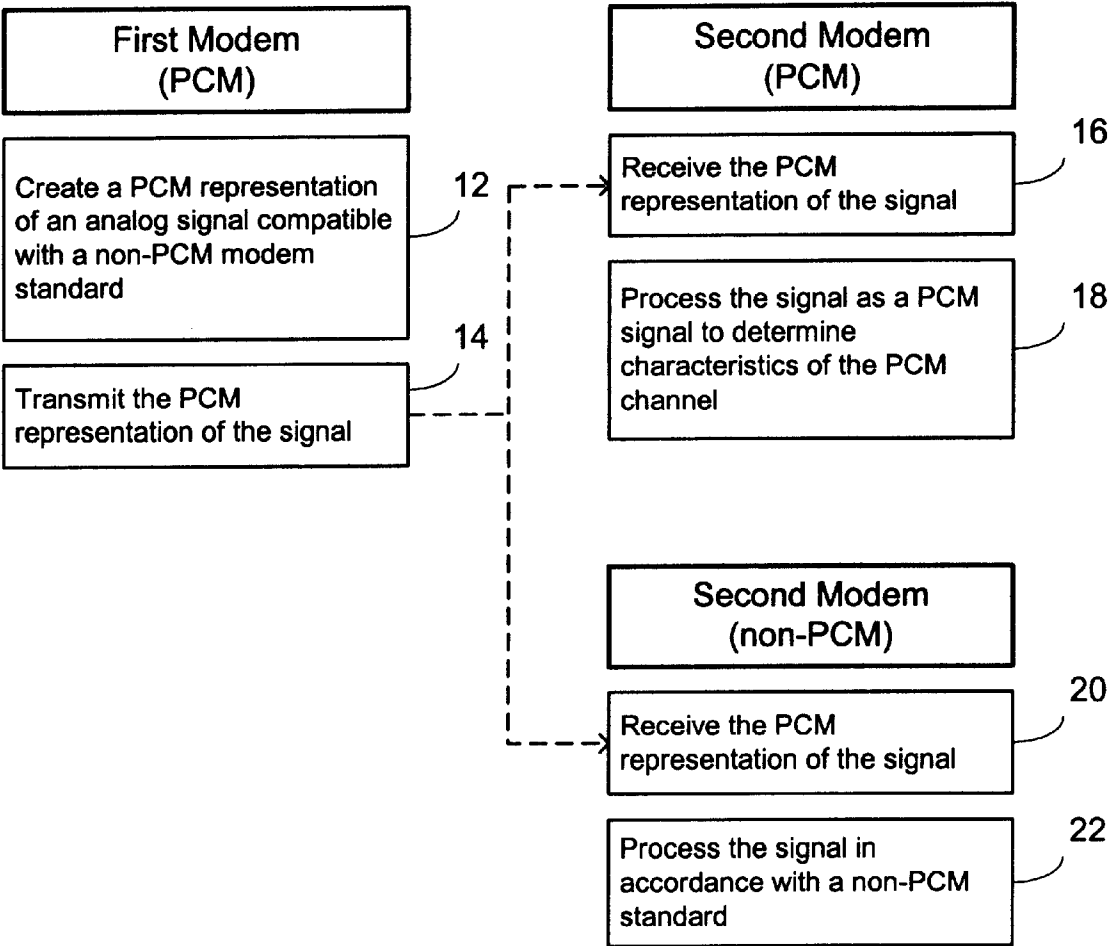 First Modem
(PCM)
Create a PCM representation
of an analog signal compatible
with a non-PCM modem
standard
12
Transmit the PCM
representation of the signal
14
Second Modem
(PCM)
Receive the PCM
representation of the signal
16
Process the signal as a PCM
signal to determine
characteristics of the PCM
channel
18
Second Modem
(non-PCM)
Receive the PCM
representation of the signal
20
Process the signal in
accordance with a non-PCM
standard
22